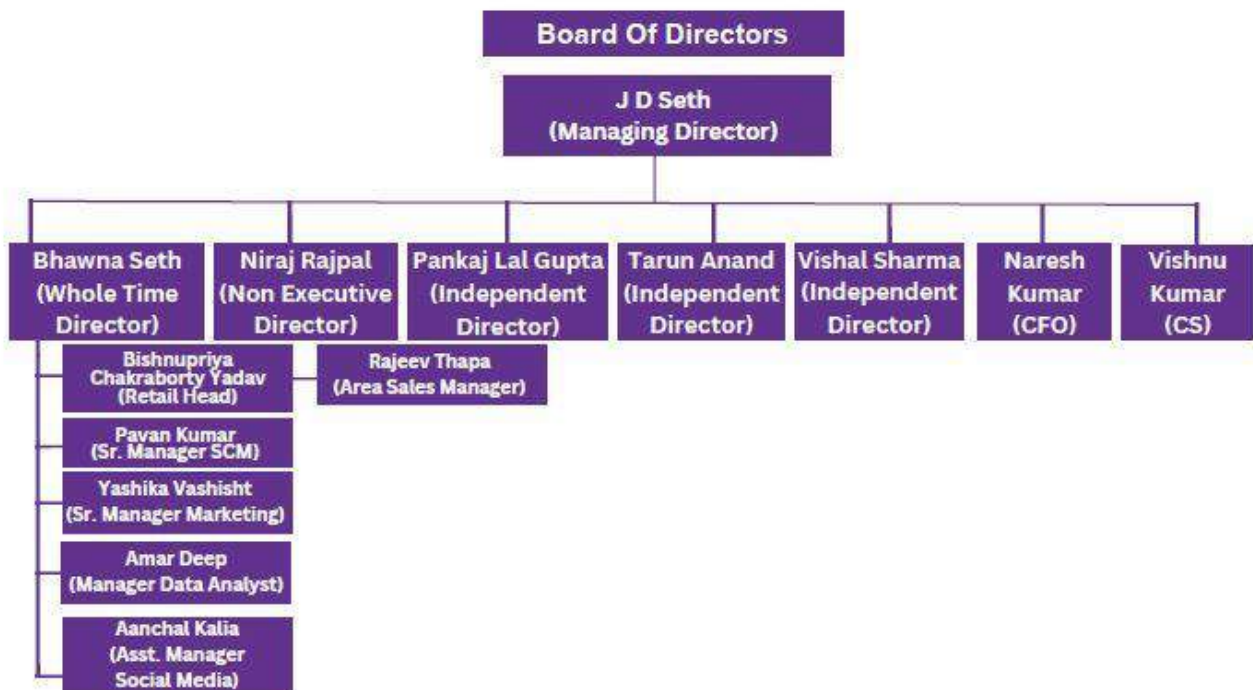 Board Of Directors
J D Seth
(Managing Director)
Bhawna Seth
(Whole Time
Director)
Niraj Rajpal
(Non Executive
Director)
Pankaj Lal Gupta
(Independent
Director)
Tarun Anand
(Independent
Director)
Vishal Sharma
(Independent
Director)
Naresh
Kumar
(CFO)
Vishnu
Kumar
(CS)
Bishnupriya
Chakraborty Yadav
(Retail Head)
Rajeev Thapa
(Area Sales Manager)
Pavan Kumar
(Sr. Manager SCM)
Yashika Vashisht
(Sr. Manager Marketing)
Amar Deep
(Manager Data Analyst)
Aanchal Kalia
(Asst. Manager
Social Media)